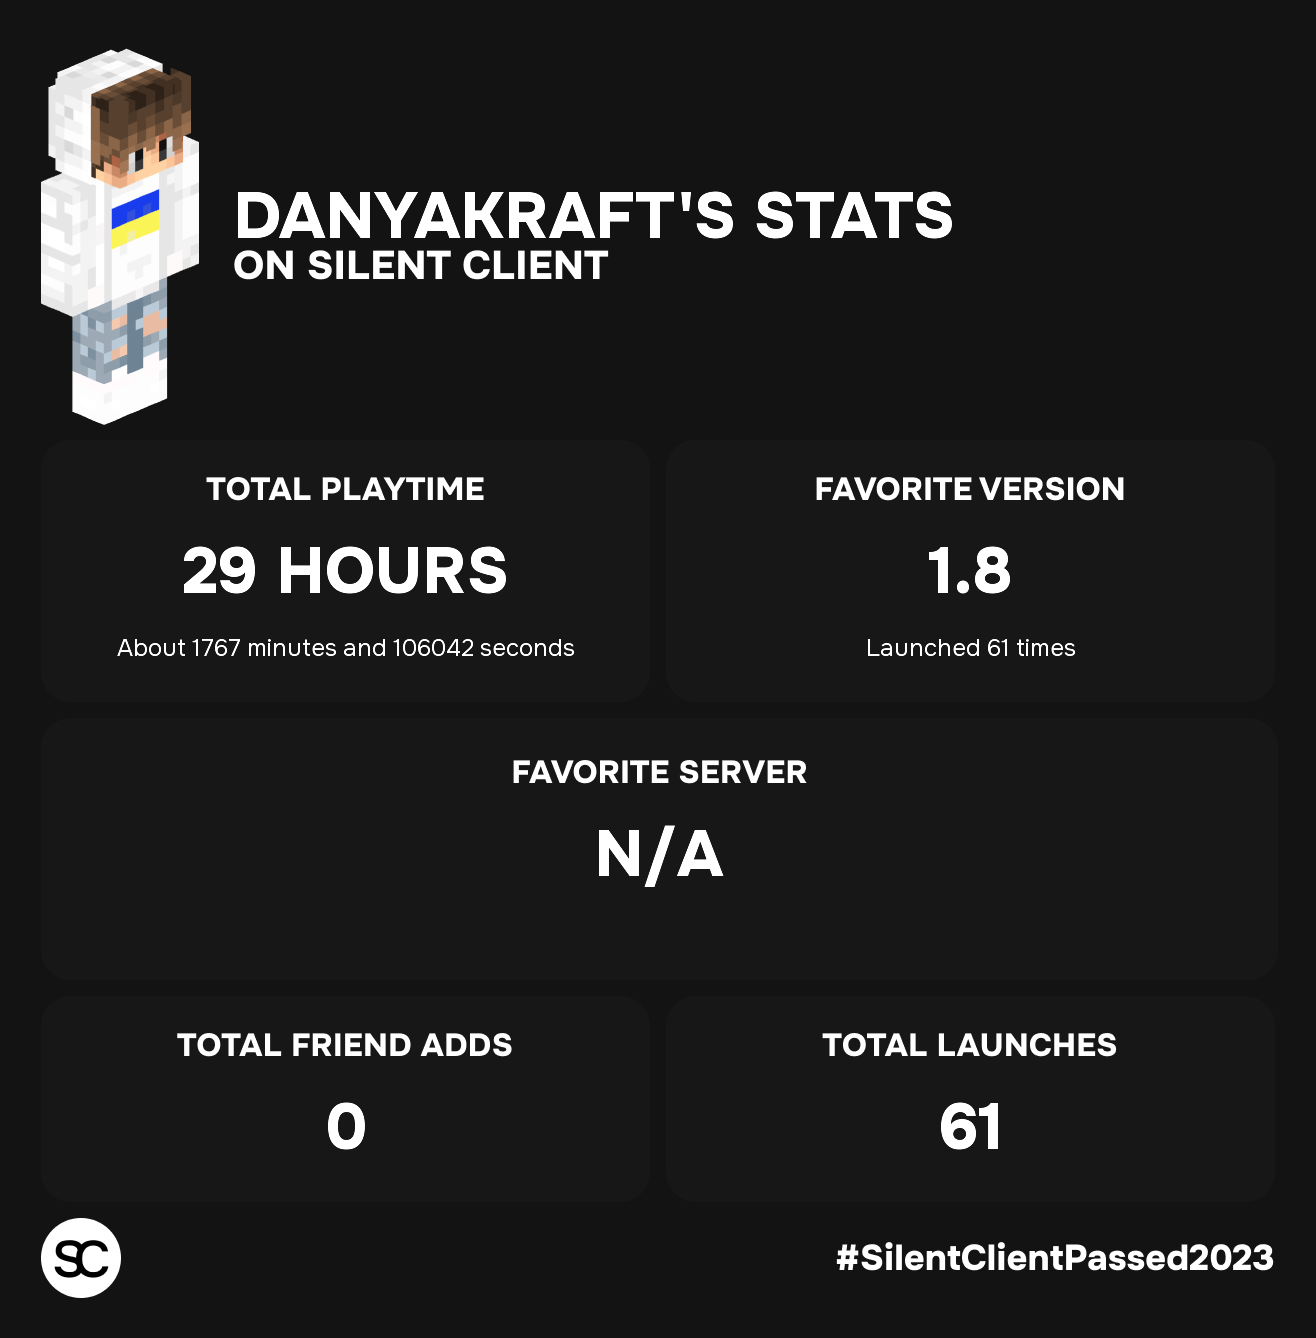 DANYAKRAFT'S STATS
ON SILENT CLIENT
TOTAL PLAYTIME
29 HOURS
About 1767 minutes and 106042 seconds
FAVORITE VERSION
1.8
Launched 61 times
FAVORITE SERVER
N/A
TOTAL FRIEND ADDS
0
TOTAL LAUNCHES
61
SC
#SilentClientPassed2023